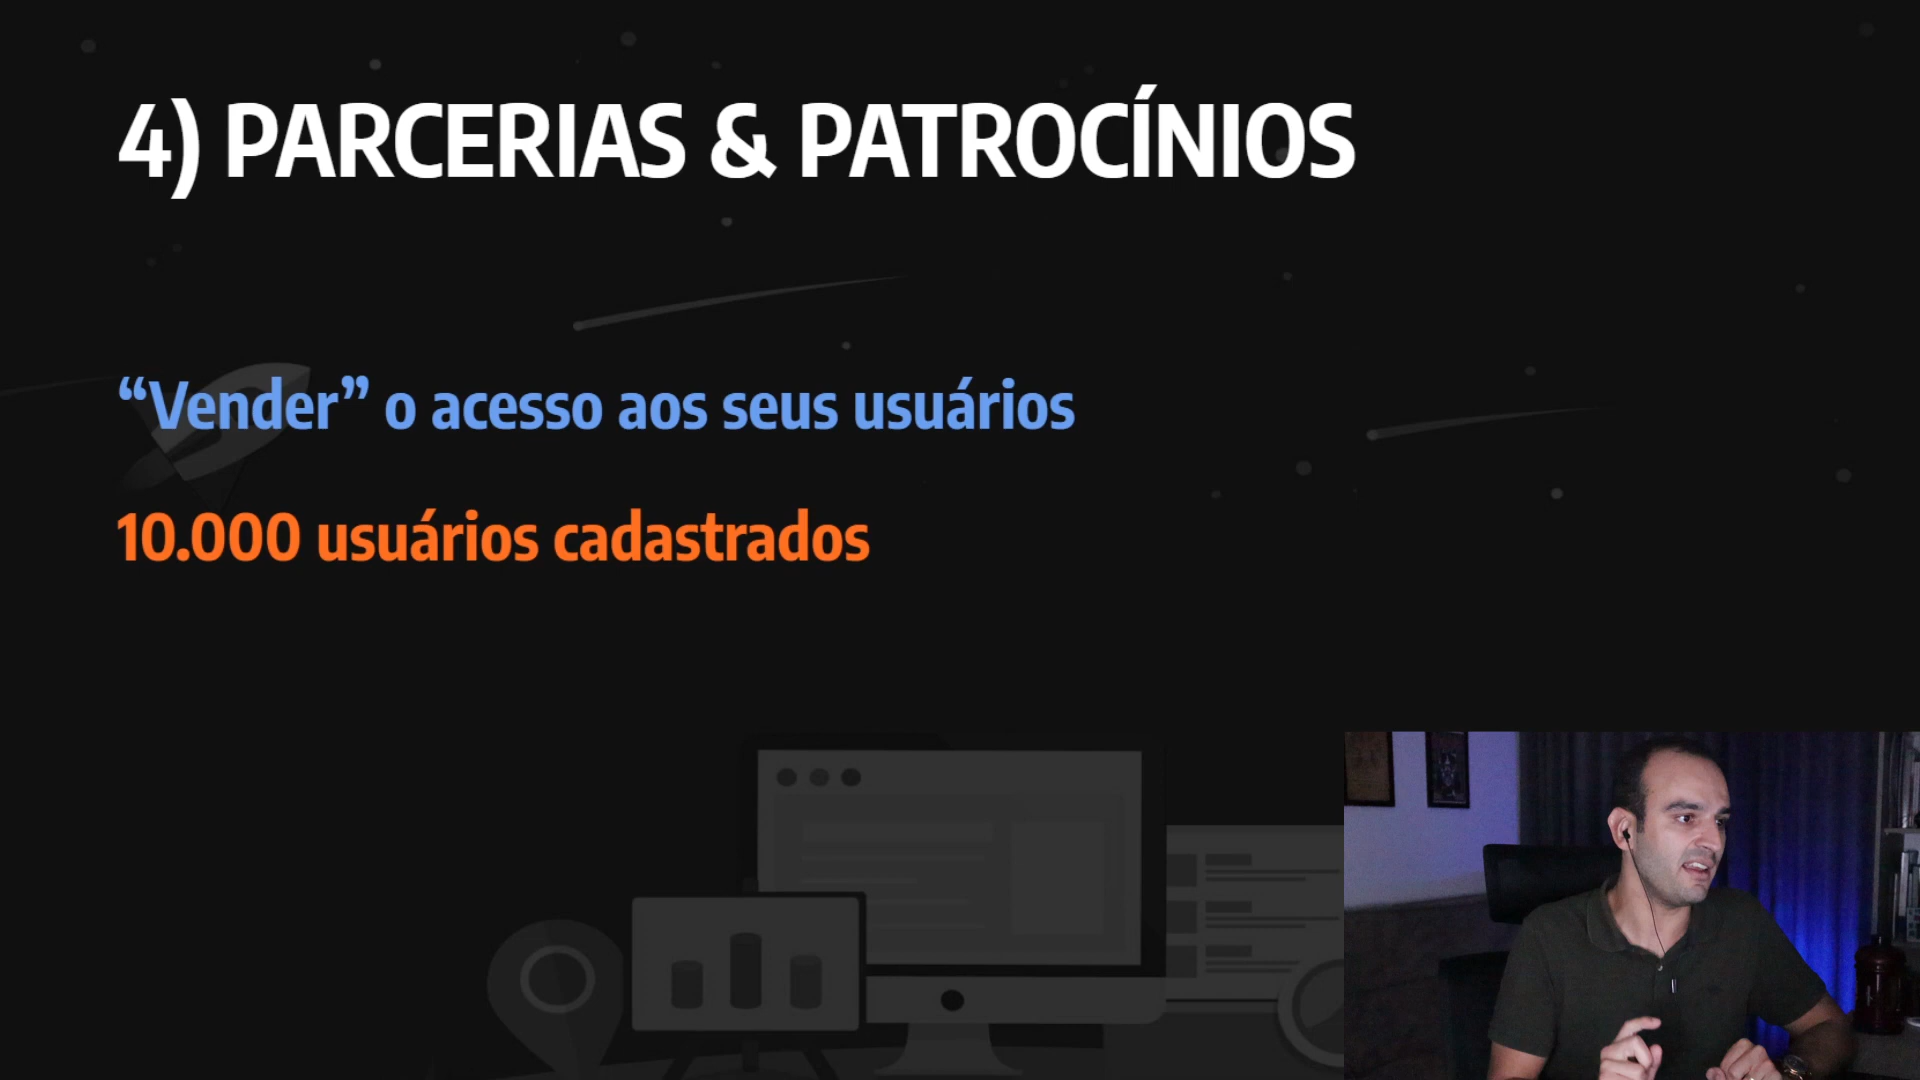 4) PARCERIAS & PATROCÍNIOS
“Vender” o acesso aos seus usuários
10.000 usuários cadastrados